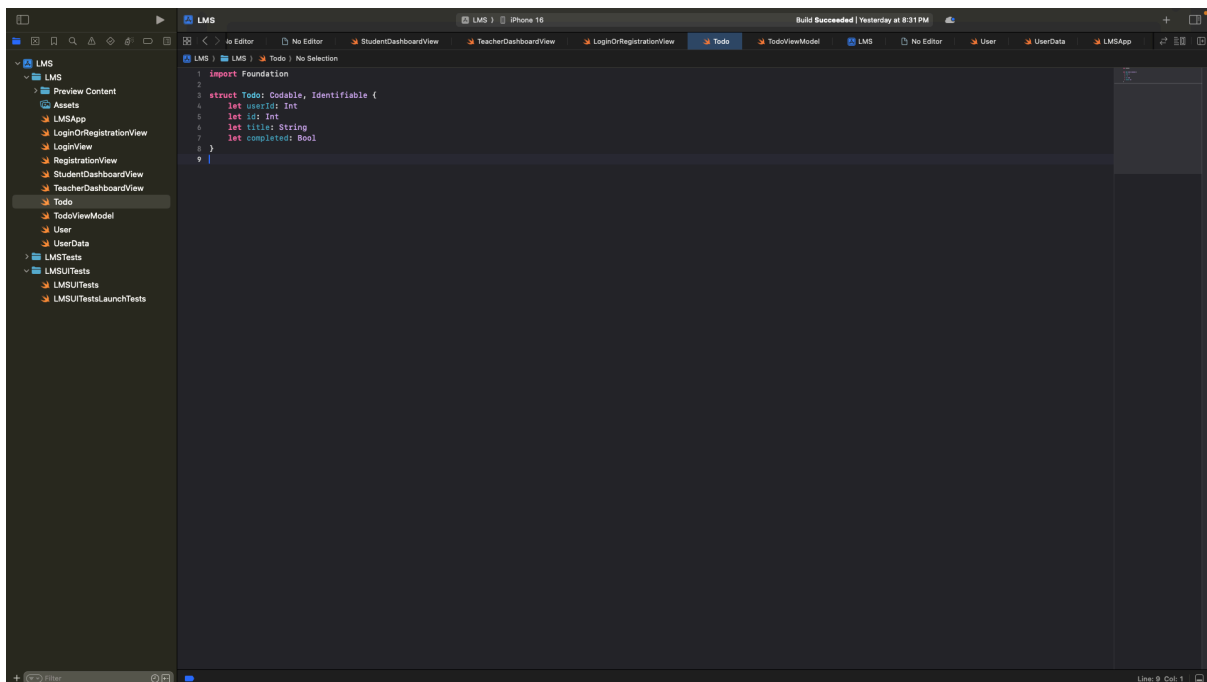 LMS
LMS
iPhone 16
Build Succeeded | Yesterday at 8:31 PM
No Editor
StudentDashboardView
TeacherDashboardView
LoginOrRegistrationView
Todo
TodoViewModel
LMS
No Editor
User
UserData
LMSApp
LMS
LMS
Todo
No Selection
LMS
LMS
Preview Content
Assets
LMSApp
LoginOrRegistrationView
LoginView
RegistrationView
StudentDashboardView
TeacherDashboardView
Todo
TodoViewModel
User
UserData
LMSTests
LMSUITests
LMSUITests
LMSUITestsLaunchTests
1 import Foundation
2
3 struct Todo: Codable, Identifiable {
4 let userId: Int
5 let id: Int
6 let title: String
7 let completed: Bool
8 }
9
Filter
Line: 9 Col: 1